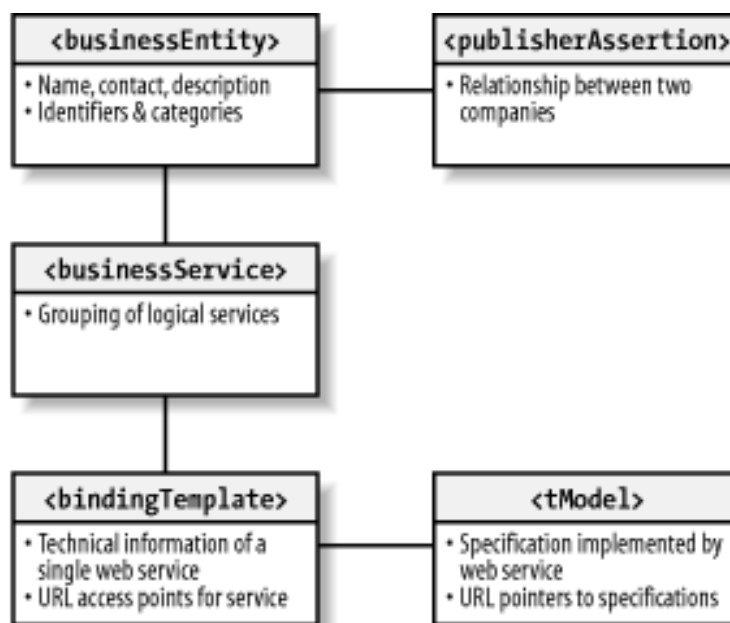 <businessEntity>
• Name, contact, description
• Identifiers & categories
<publisherAssertion>
• Relationship between two
companies
<businessService>
• Grouping of logical services
<bindingTemplate>
• Technical information of a
single web service
• URL access points for service
<tModel>
• Specification implemented by
web service
• URL pointers to specifications